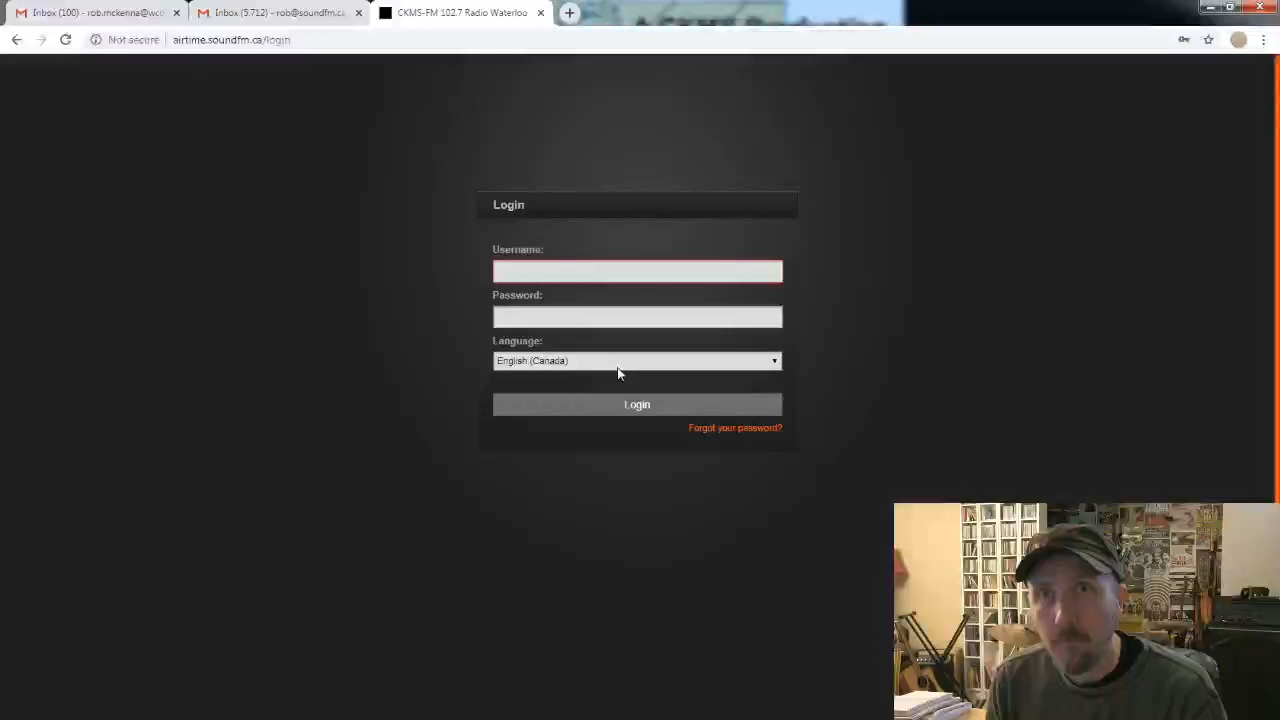 Inbox (100) - rob.mckenna@wcd
Inbox (5,712) - rob@soundfm.ca
CKMS-FM 102.7 Radio Waterloo
Not secure
airtime.soundfm.ca/login
Login
Username:
Password:
Language:
English (Canada)
Login
Forgot your password?